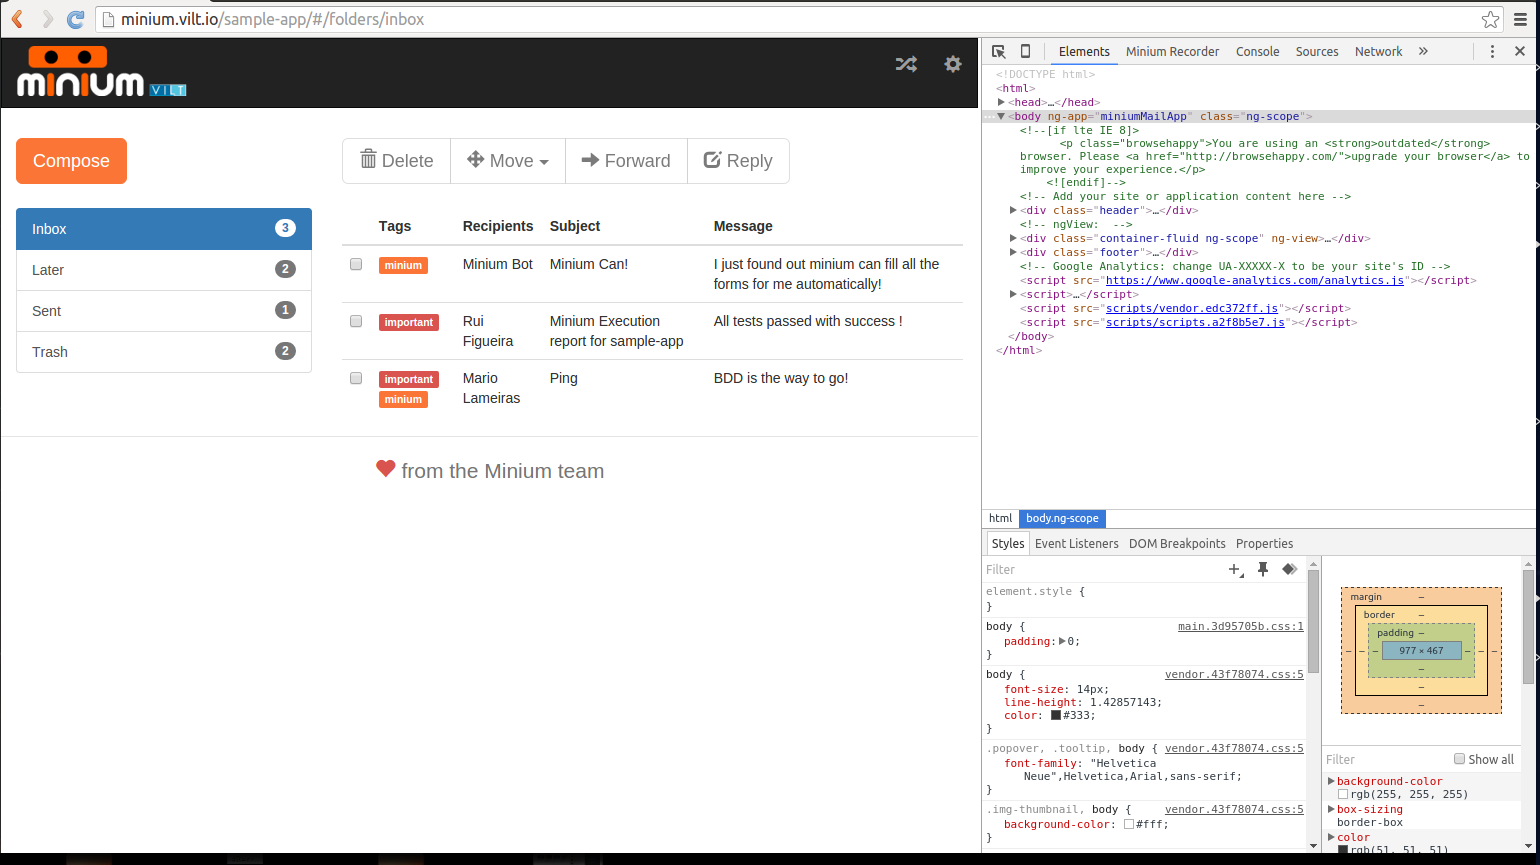 minium.vilt.io/sample-app/#/folders/inbox
minium VILT
Compose
Inbox 3
Later 2
Sent 1
Trash 2
Delete Move Forward Reply
Tags Recipients Subject Message
minium Minium Bot Minium Can! I just found out minium can fill all the
forms for me automatically!
important Rui Minium Execution All tests passed with success !
Figueira report for sample-app
important Mario Ping BDD is the way to go!
minium Lameiras
from the Minium team
Elements Minium Recorder Console Sources Network »
<!DOCTYPE html>
<html>
<head>…</head>
<body ng-app="miniumMailApp" class="ng-scope">
<!--[if lte IE 8]>
<p class="browsehappy">You are using an <strong>outdated</strong>
browser. Please <a href="http://browsehappy.com/">upgrade your browser</a> to
improve your experience.</p>
<![endif]-->
<!-- Add your site or application content here -->
<div class="header">…</div>
<!-- ngView:  -->
<div class="container-fluid ng-scope" ng-view>…</div>
<div class="footer">…</div>
<!-- Google Analytics: change UA-XXXXX-X to be your site's ID -->
<script src="https://www.google-analytics.com/analytics.js"></script>
<script>…</script>
<script src="scripts/vendor.edc372ff.js"></script>
<script src="scripts/scripts.a2f8b5e7.js"></script>
</body>
</html>
html body.ng-scope
Styles Event Listeners DOM Breakpoints Properties
Filter
element.style {
}
body { main.3d95705b.css:1
padding: 0;
}
body { vendor.43f78074.css:5
font-size: 14px;
line-height: 1.42857143;
color: #333;
}
.popover, .tooltip, body { vendor.43f78074.css:5
font-family: "Helvetica
Neue",Helvetica,Arial,sans-serif;
}
.img-thumbnail, body { vendor.43f78074.css:5
background-color: #fff;
}
margin –
border –
padding –
– – – 977 × 467 – – –
–
–
–
Filter Show all
background-color
rgb(255, 255, 255)
box-sizing
border-box
color
rgb(51, 51, 51)